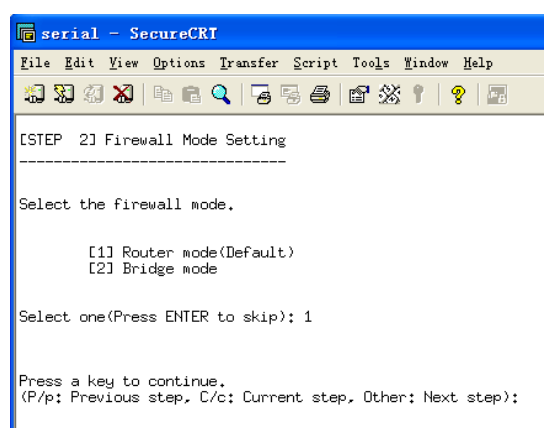 serial - SecureCRT
File Edit View Options Transfer Script Tools Window Help
[STEP  2] Firewall Mode Setting
-------------------------------
Select the firewall mode.
[1] Router mode(Default)
[2] Bridge mode
Select one(Press ENTER to skip): 1
Press a key to continue.
(P/p: Previous step, C/c: Current step, Other: Next step):